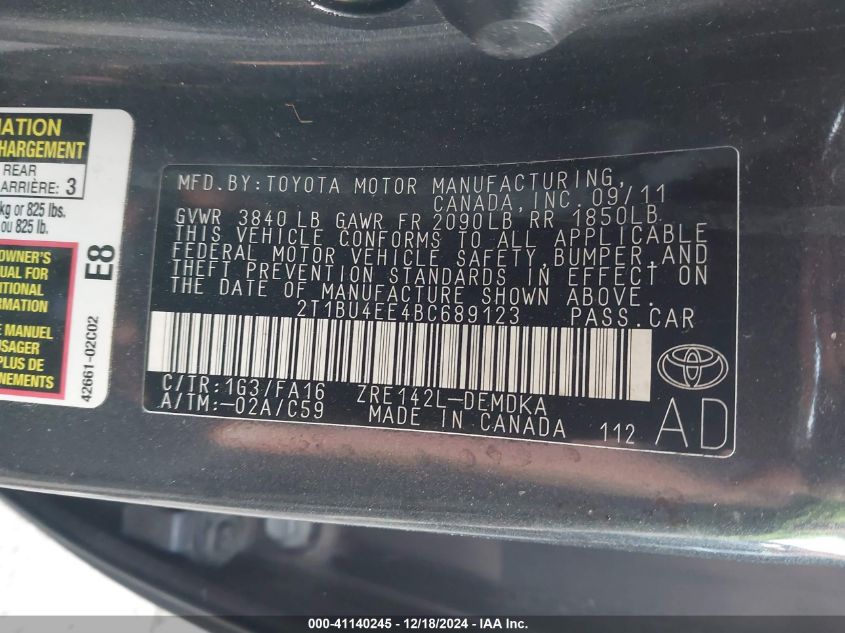 MATION
CHARGEMENT
REAR
ARRIÈRE: 3
kg or 825 lbs.
ou 825 lb.
OWNER'S
UAL FOR
ITIONAL
RMATION
E MANUEL
USAGER
PLUS DE
NEMENTS
E8
42661-02C02
MFD.BY:TOYOTA MOTOR MANUFACTURING,
CANADA,INC.09/11
GVWR 3840 LB GAWR FR 2090LB RR 1850LB
THIS VEHICLE CONFORMS TO ALL APPLICABLE
FEDERAL MOTOR VEHICLE SAFETY,BUMPER,AND
THEFT PREVENTION STANDARDS IN EFFECT ON
THE DATE OF MANUFACTURE SHOWN ABOVE.
2T1BU4EE4BC689123 PASS.CAR
C/TR:1G3/FA16 ZRE142L-DEMDKA
A/TM:-02A/C59 MADE IN CANADA 112 AD
000-41140245 - 12/18/2024 - IAA Inc.